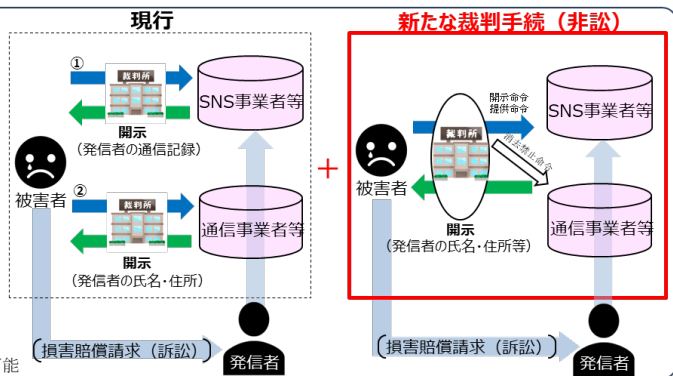 現行
①
裁判所
SNS事業者等
開示
(発信者の通信記録)
被害者
②
裁判所
通信事業者等
開示
(発信者の氏名・住所)
損害賠償請求(訴訟)
発信者
能
+
新たな裁判手続(非訟)
開示命令
提供命令
SNS事業者等
裁判所
消去禁止命令
被害者
通信事業者等
開示
(発信者の氏名・住所等)
損害賠償請求(訴訟)
発信者